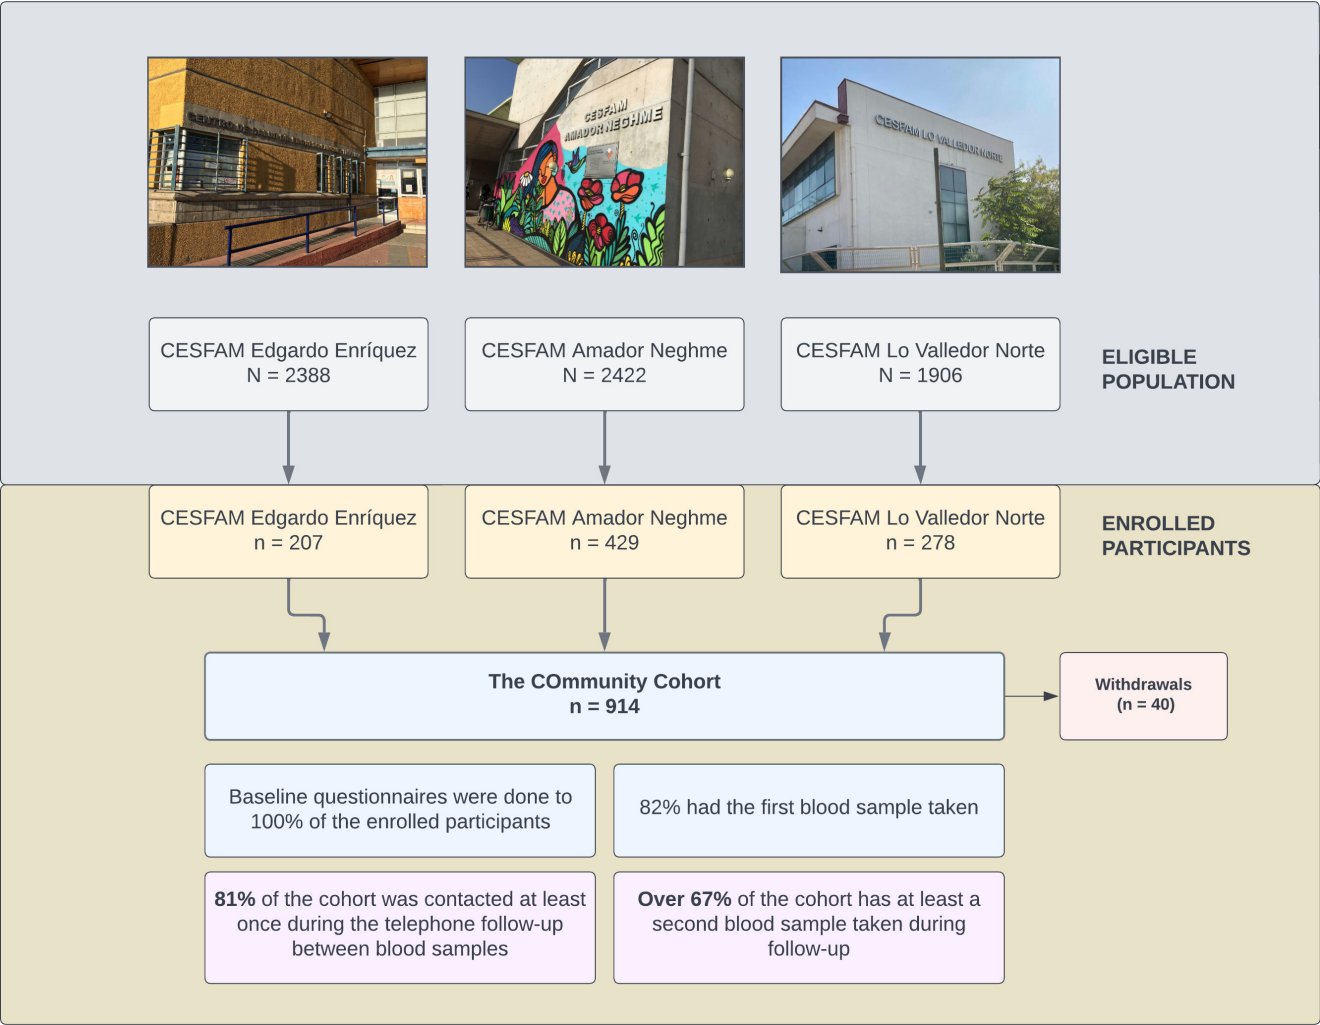 CESFAM
AMADOR NEGHME
CESFAM LO VALLEDOR NORTE
CESFAM Edgardo Enríquez
N = 2388
CESFAM Amador Neghme
N = 2422
CESFAM Lo Valledor Norte
N = 1906
ELIGIBLE
POPULATION
CESFAM Edgardo Enríquez
n = 207
CESFAM Amador Neghme
n = 429
CESFAM Lo Valledor Norte
n = 278
ENROLLED
PARTICIPANTS
The COmmunity Cohort
n = 914
Withdrawals
(n = 40)
Baseline questionnaires were done to
100% of the enrolled participants
82% had the first blood sample taken
81% of the cohort was contacted at least
once during the telephone follow-up
between blood samples
Over 67% of the cohort has at least a
second blood sample taken during
follow-up